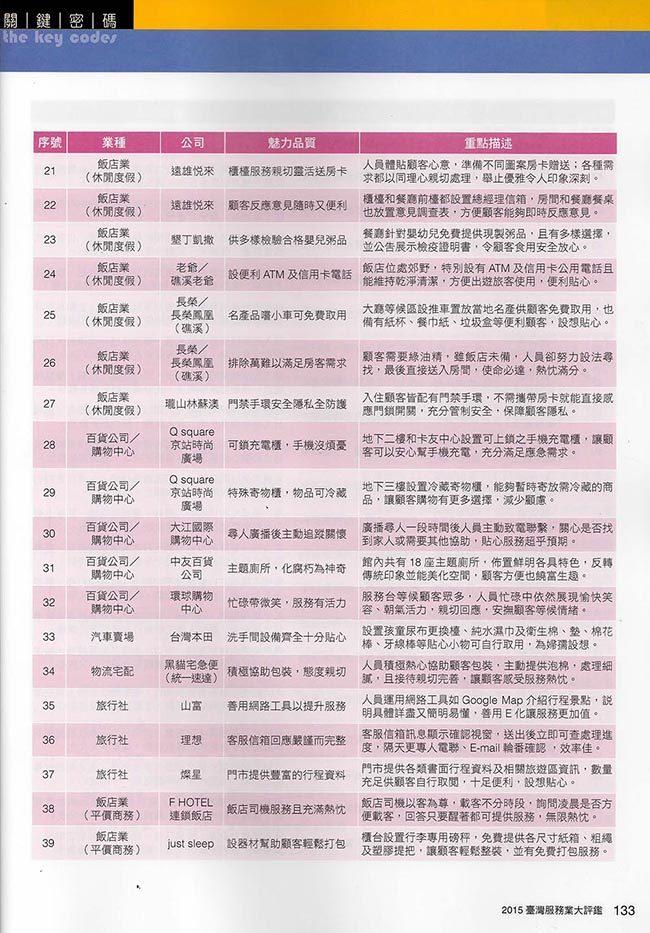 關|鍵|密|碼
the key codes
序號 業種 公司 魅力品質 重點描述
21 飯店業（休閒度假） 遠雄悦來 櫃檯服務親切靈活送房卡 人員體貼顧客心意，準備不同圖案房卡贈送；各種需
求都以同理心親切處理，舉止優雅令人印象深刻。
22 飯店業（休閒度假） 遠雄悦來 顧客反應意見隨時又便利 櫃檯和餐廳前檯都設置總經理信箱，房間和餐廳餐桌
也放置意見調查表，方便顧客能夠即時反應意見。
23 飯店業（休閒度假） 墾丁凱撒 供多樣檢驗合格嬰兒粥品 餐廳針對嬰幼兒免費提供現製粥品，且有多樣選擇，
並公告展示檢疫證明書，令顧客食用安全放心。
24 飯店業（休閒度假） 老爺／礁溪老爺 設便利 ATM 及信用卡電話 飯店位處郊野，特別設有 ATM 及信用卡公用電話且
能維持乾淨清潔，方便出遊旅客使用，便利貼心。
25 飯店業（休閒度假） 長榮／長榮鳳凰（礁溪） 名產品嚐小車可免費取用 大廳等候區設推車置放當地名產供顧客免費取用，也
備有紙杯、餐巾紙、垃圾盒等便利顧客，設想貼心。
26 飯店業（休閒度假） 長榮／長榮鳳凰（礁溪） 排除萬難以滿足房客需求 顧客需要綠油精，雖飯店未備，人員卻努力設法尋
找，最後直接送入房間，使命必達，熱忱滿分。
27 飯店業（休閒度假） 瓏山林蘇澳 門禁手環安全隱私全防護 入住顧客皆配有門禁手環，不需攜帶房卡就能直接感
應門鎖開關，充分管制安全，保障顧客隱私。
28 百貨公司／購物中心 Q square 京站時尚廣場 可鎖充電櫃，手機沒煩憂 地下二樓和卡友中心設置可上鎖之手機充電櫃，讓顧
客可以安心幫手機充電，充分滿足應急需求。
29 百貨公司／購物中心 Q square 京站時尚廣場 特殊寄物櫃，物品可冷藏 地下三樓設置冷藏寄物櫃，能夠暫時寄放需冷藏的商
品，讓顧客購物有更多選擇，減少顧慮。
30 百貨公司／購物中心 大江國際購物中心 尋人廣播後主動追蹤關懷 廣播尋人一段時間後人員主動致電聯繫，關心是否找
到家人或需要其他協助，貼心服務超乎預期。
31 百貨公司／購物中心 中友百貨公司 主題廁所，化腐朽為神奇 館內共有 18 座主題廁所，佈置鮮明各具特色，反轉
傳統印象並能美化空間，顧客方便也饒富生趣。
32 百貨公司／購物中心 環球購物中心 忙碌帶微笑，服務有活力 服務台等候顧客眾多，人員忙碌中依然展現愉快笑
容、朝氣活力，親切回應，安撫顧客等候情緒。
33 汽車賣場 台灣本田 洗手間設備齊全十分貼心 設置孩童尿布更換檯、純水濕巾及衛生棉、墊、棉花
棒、牙線棒等貼心小物可自行取用，為婦孺設想。
34 物流宅配 黑貓宅急便（統一速達） 積極協助包裝，態度親切 人員積極熱心協助顧客包裝，主動提供泡棉，處理細
膩，且接待親切完善，讓顧客感受服務熱忱。
35 旅行社 山富 善用網路工具以提升服務 人員運用網路工具如 Google Map 介紹行程景點，説
明具體詳盡又簡明易懂，善用 E 化讓服務更加值。
36 旅行社 理想 客服信箱回應嚴謹而完整 客服信箱訊息顯示確認視窗，送出後立即可查處理進
度，隔天更專人電聯、E-mail 輪番確認，效率佳。
37 旅行社 燦星 門市提供豐富的行程資料 門市提供各類書面行程資料及相關旅遊區資訊，數量
充足供顧客自行取閱，十足便利，設想貼心。
38 飯店業（平價商務） F HOTEL 連鎖飯店 飯店司機服務且充滿熱忱 飯店司機以客為尊，載客不分時段，詢問凌晨是否方
便載客，回答只要醒著都可提供服務，無限熱忱。
39 飯店業（平價商務） just sleep 設器材幫助顧客輕鬆打包 櫃台設置行李專用磅秤，免費提供各尺寸紙箱、粗繩
及塑膠提把，讓顧客輕鬆整裝，並有免費打包服務。
2015 臺灣服務業大評鑑 133